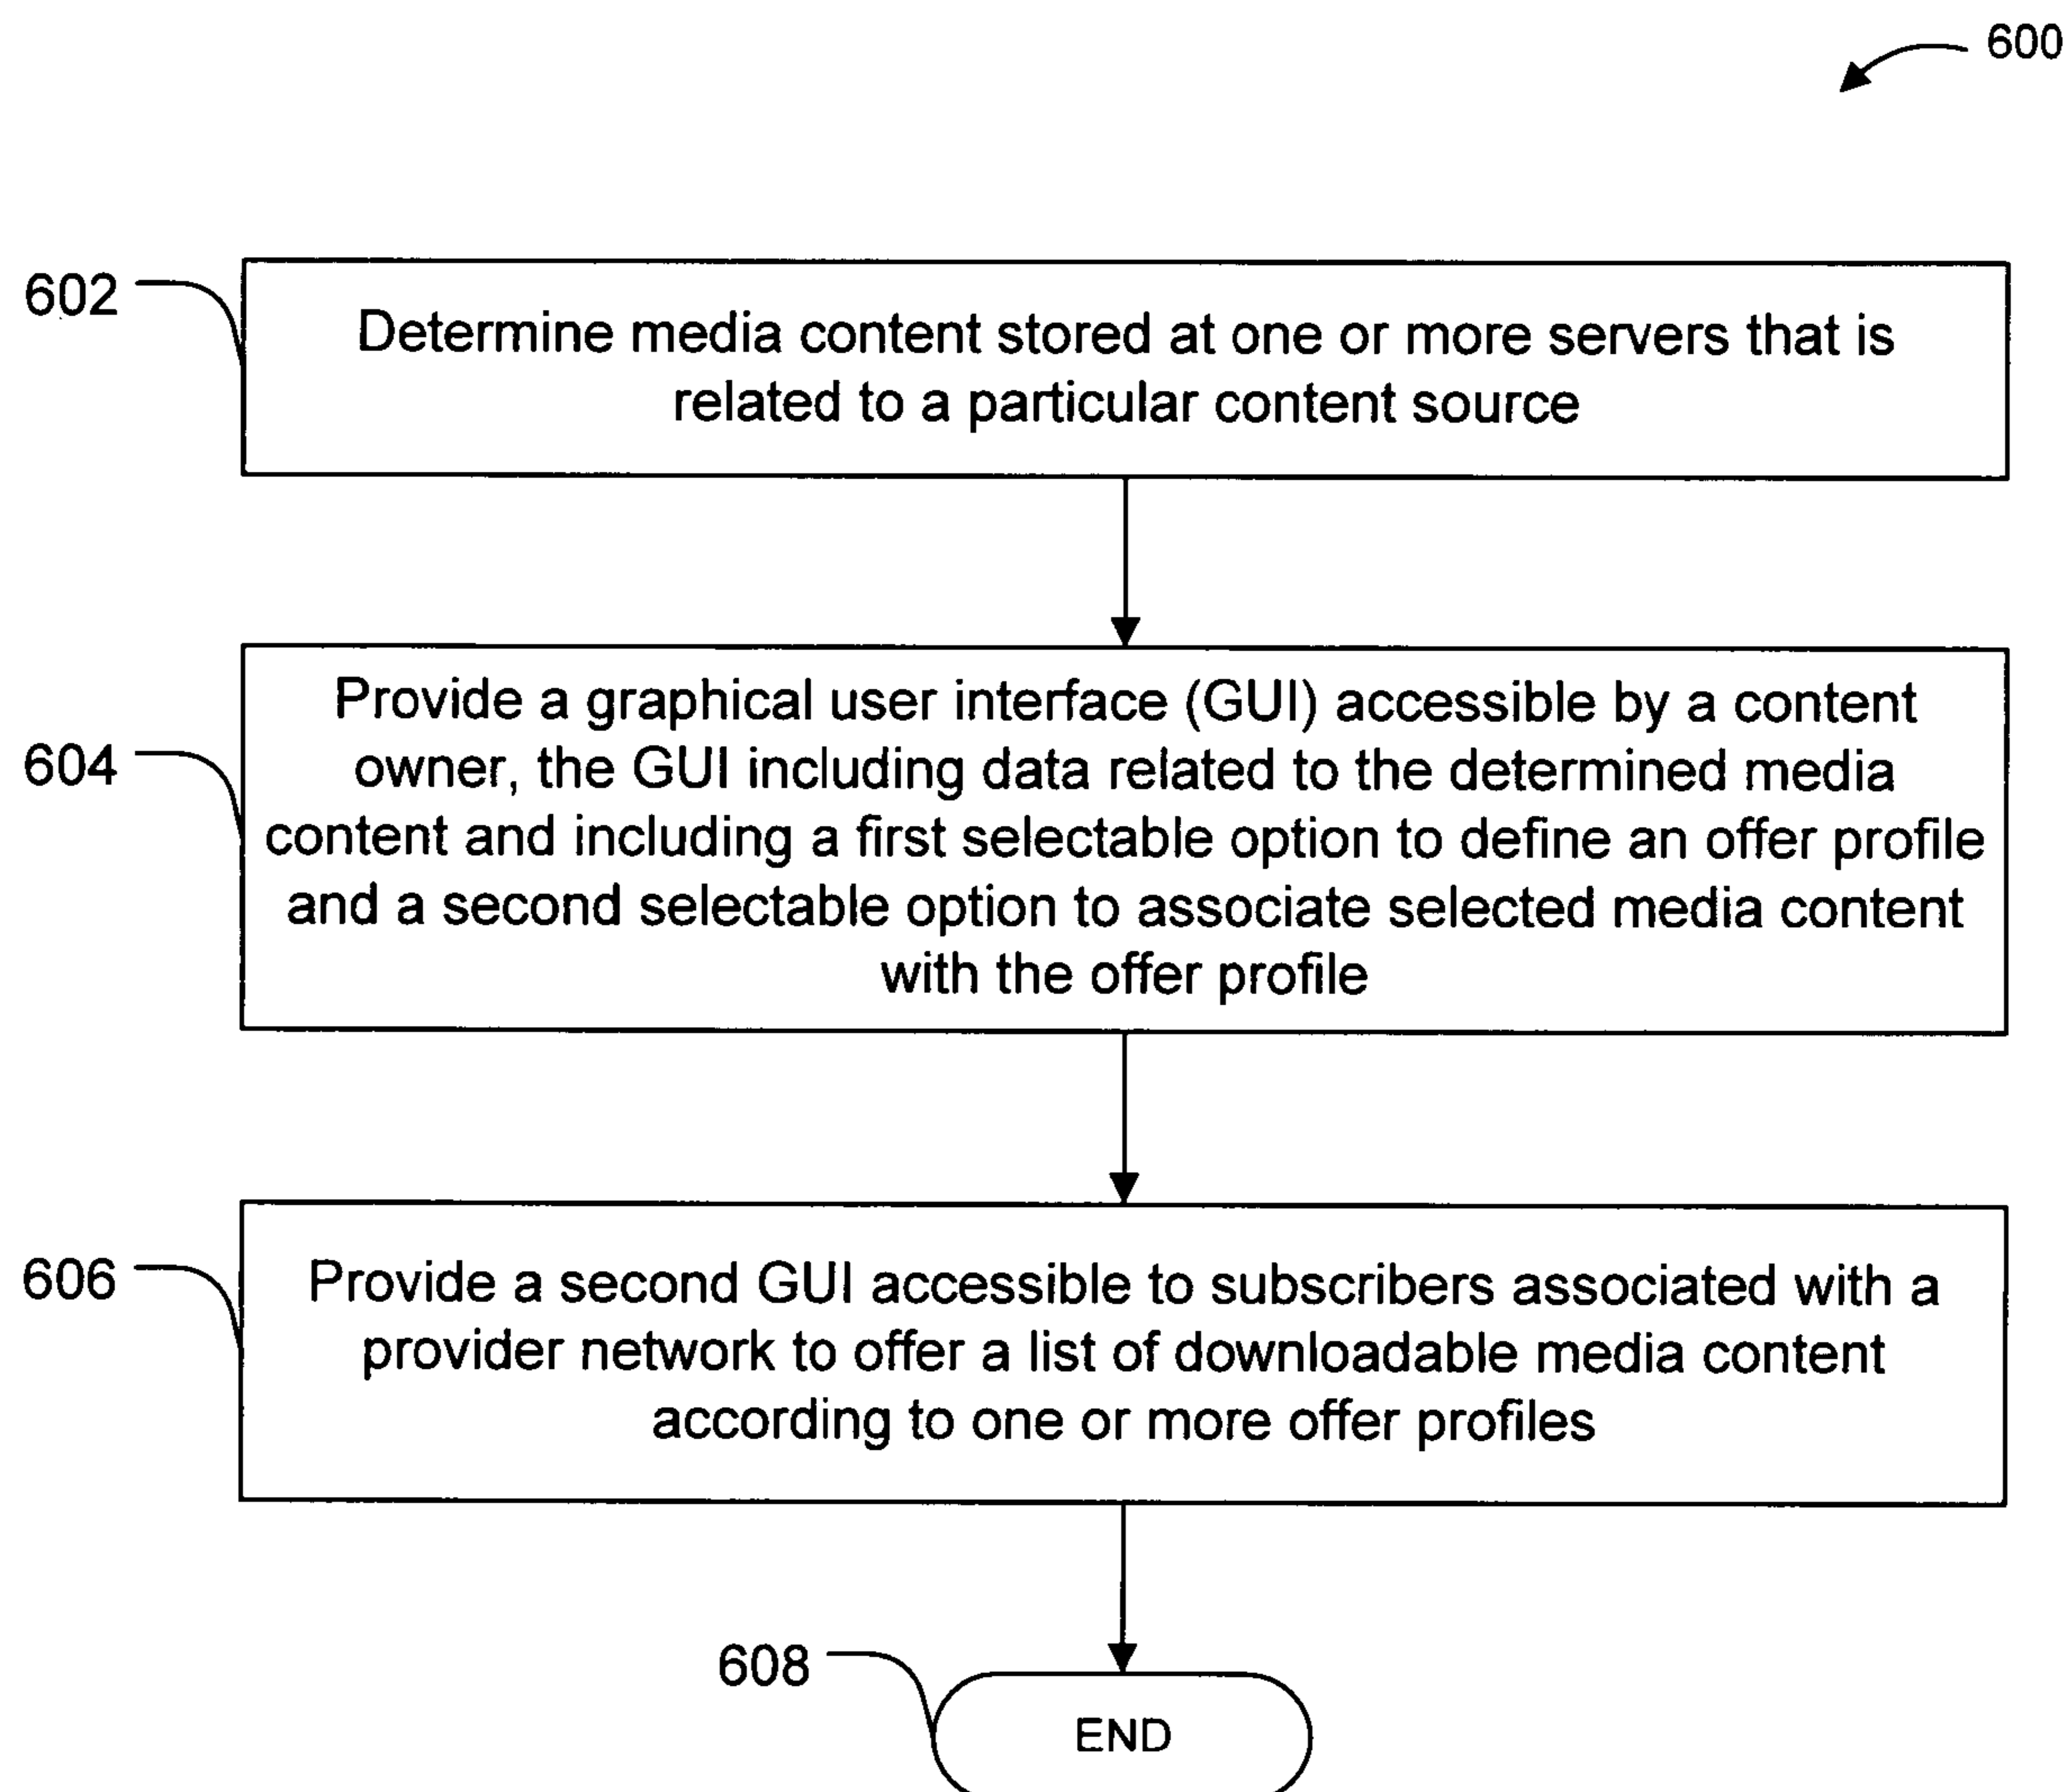 600
602
Determine media content stored at one or more servers that is
related to a particular content source
604
Provide a graphical user interface (GUI) accessible by a content
owner, the GUI including data related to the determined media
content and including a first selectable option to define an offer profile
and a second selectable option to associate selected media content
with the offer profile
606
Provide a second GUI accessible to subscribers associated with a
provider network to offer a list of downloadable media content
according to one or more offer profiles
608
END